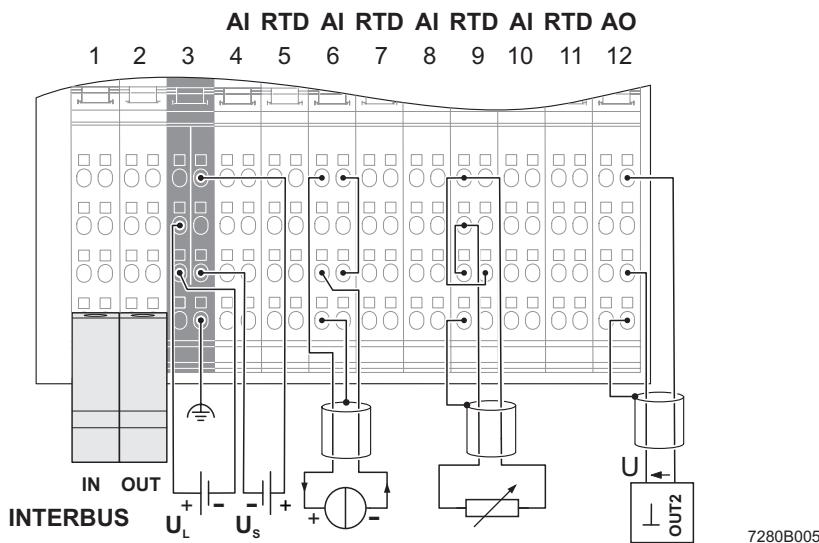 AI RTD AI RTD AI RTD AI RTD AO
1 2 3 4 5 6 7 8 9 10 11 12
IN OUT
INTERBUS
+ -
UL
- +
US
+ -
U
OUT2
7280B005